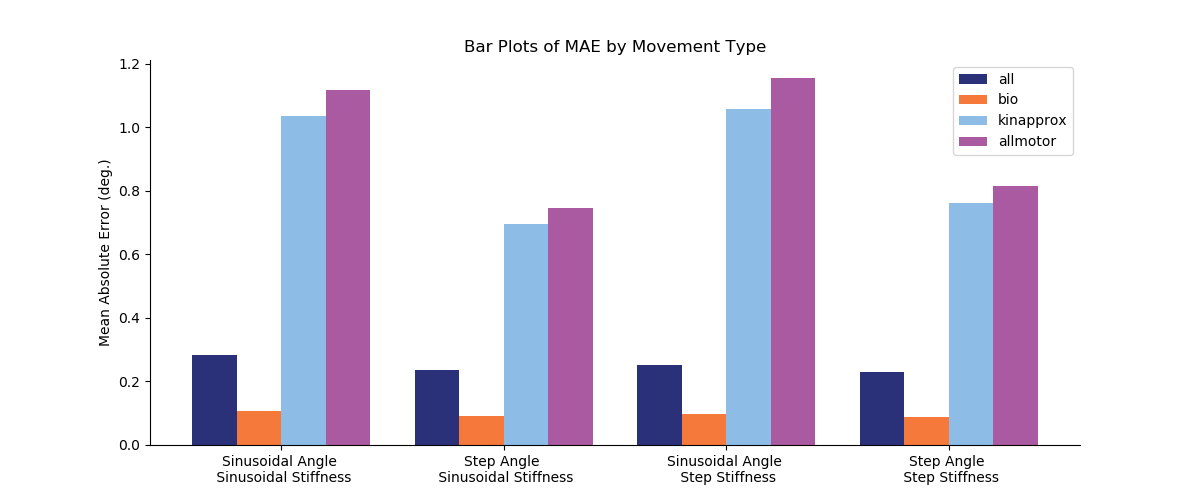 Bar Plots of MAE by Movement Type
Mean Absolute Error (deg.)
1.2
1.0
0.8
0.6
0.4
0.2
0.0
all
bio
kinapprox
allmotor
Sinusoidal Angle
Sinusoidal Stiffness
Step Angle
Sinusoidal Stiffness
Sinusoidal Angle
Step Stiffness
Step Angle
Step Stiffness